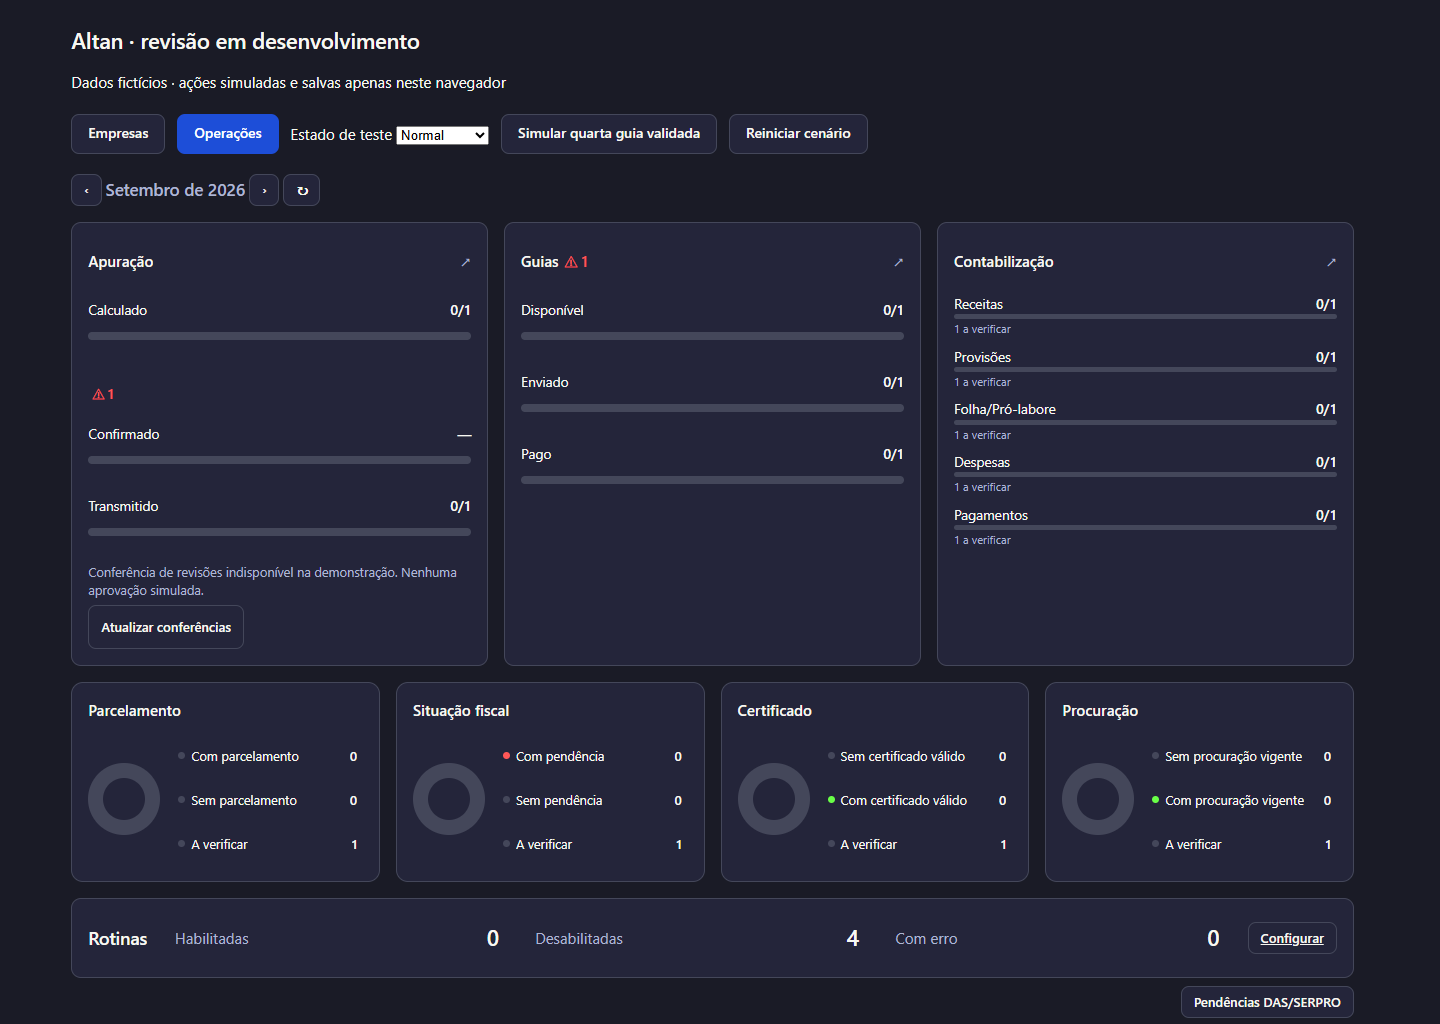 Altan · revisão em desenvolvimento
Dados fictícios · ações simuladas e salvas apenas neste navegador
Empresas Operações Estado de teste Normal Simular quarta guia validada Reiniciar cenário
‹ Setembro de 2026 › ↻
Apuração ↗
Calculado 0/1
⚠ 1
Confirmado —
Transmitido 0/1
Conferência de revisões indisponível na demonstração. Nenhuma
aprovação simulada.
Atualizar conferências
Guias ⚠ 1 ↗
Disponível 0/1
Enviado 0/1
Pago 0/1
Contabilização ↗
Receitas 0/1
1 a verificar
Provisões 0/1
1 a verificar
Folha/Pró-labore 0/1
1 a verificar
Despesas 0/1
1 a verificar
Pagamentos 0/1
1 a verificar
Parcelamento
Com parcelamento 0
Sem parcelamento 0
A verificar 1
Situação fiscal
Com pendência 0
Sem pendência 0
A verificar 1
Certificado
Sem certificado válido 0
Com certificado válido 0
A verificar 1
Procuração
Sem procuração vigente 0
Com procuração vigente 0
A verificar 1
Rotinas Habilitadas 0 Desabilitadas 4 Com erro 0 Configurar
Pendências DAS/SERPRO